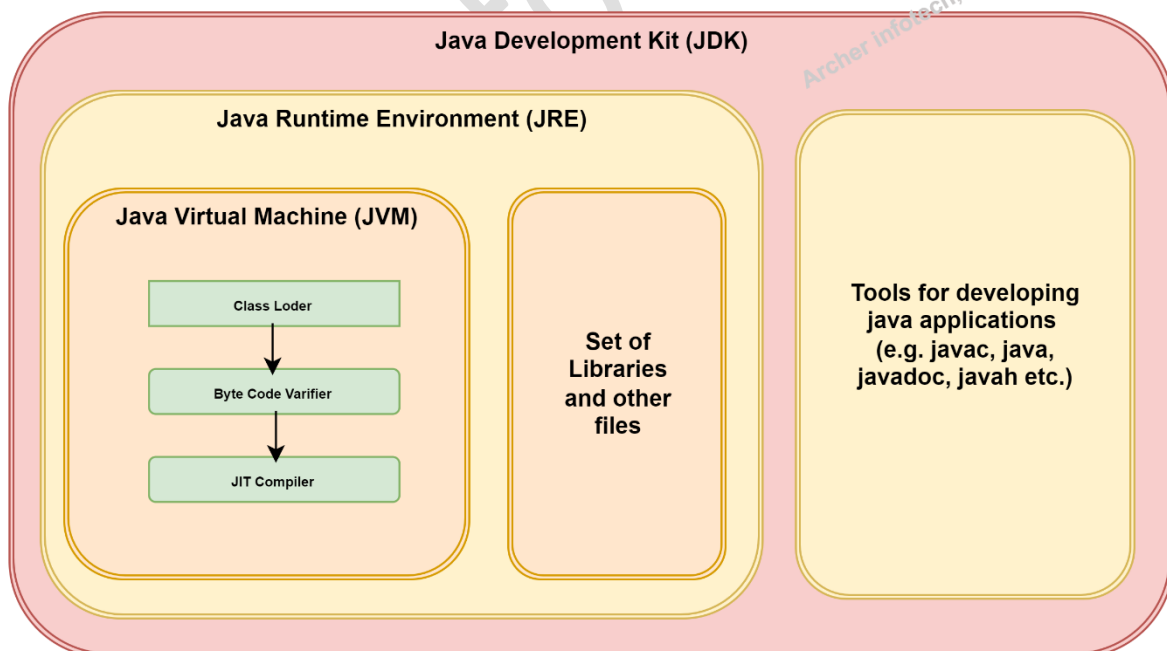 Archer infotech,
Java Development Kit (JDK)
Java Runtime Environment (JRE)
Java Virtual Machine (JVM)
Class Loder
Byte Code Varifier
JIT Compiler
Set of
Libraries
and other
files
Tools for developing
java applications
(e.g. javac, java,
javadoc, javah etc.)